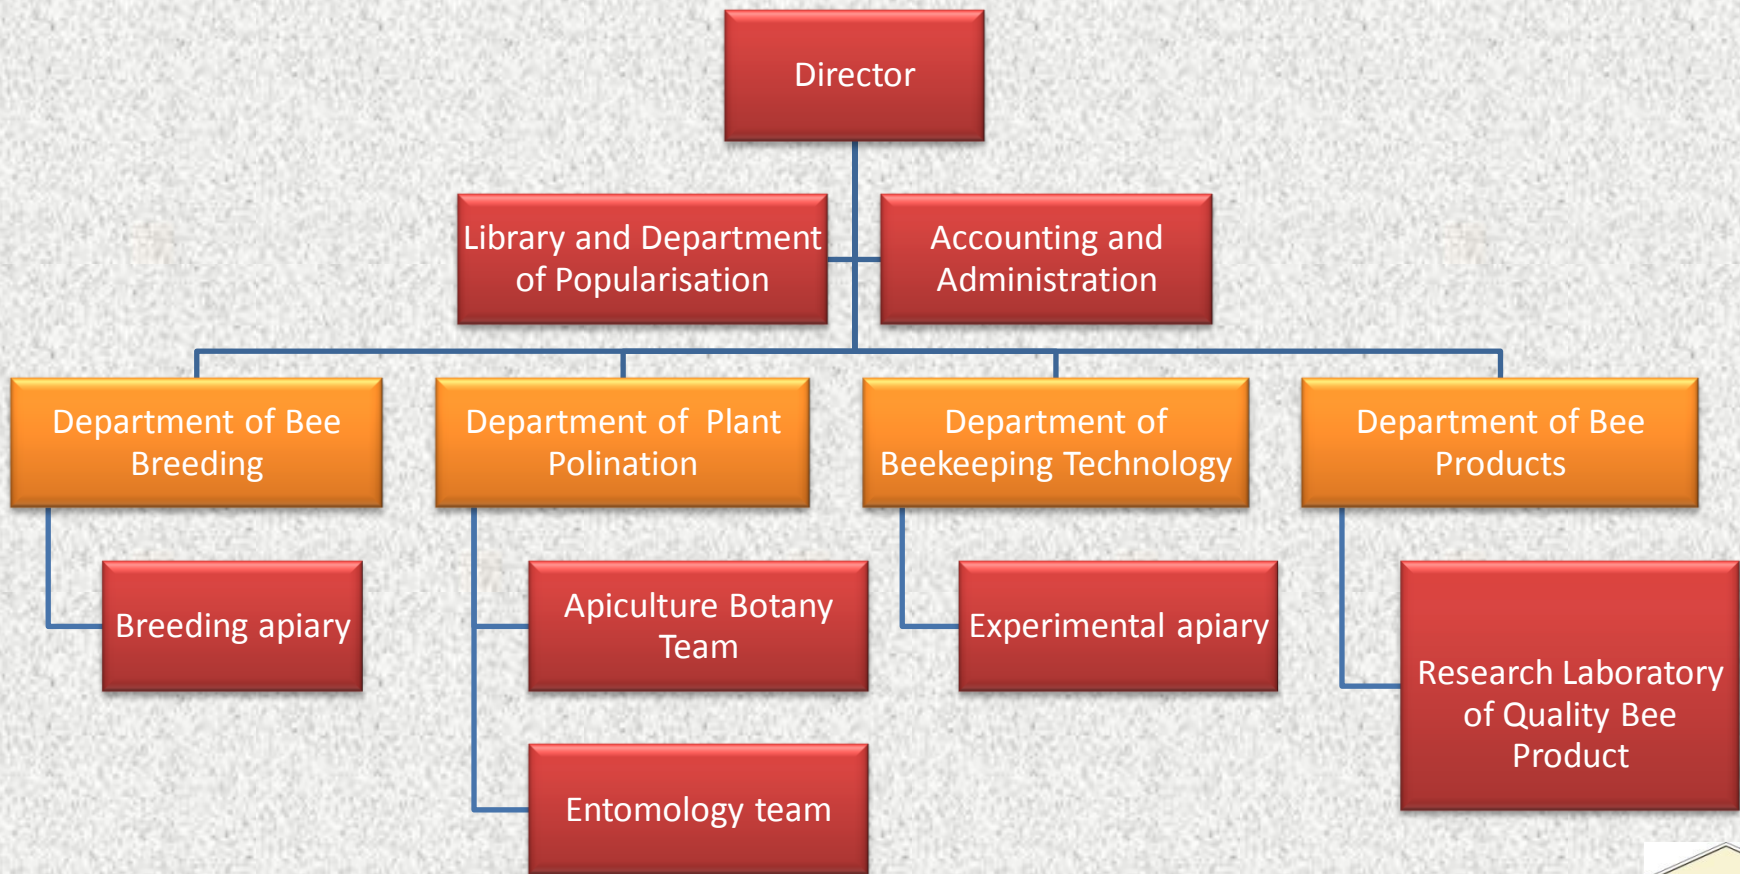 Director
Library and Department
of Popularisation
Accounting and
Administration
Department of Bee
Breeding
Department of  Plant
Polination
Department of
Beekeeping Technology
Department of Bee
Products
Breeding apiary
Apiculture Botany
Team
Entomology team
Experimental apiary
Research Laboratory
of Quality Bee
Product